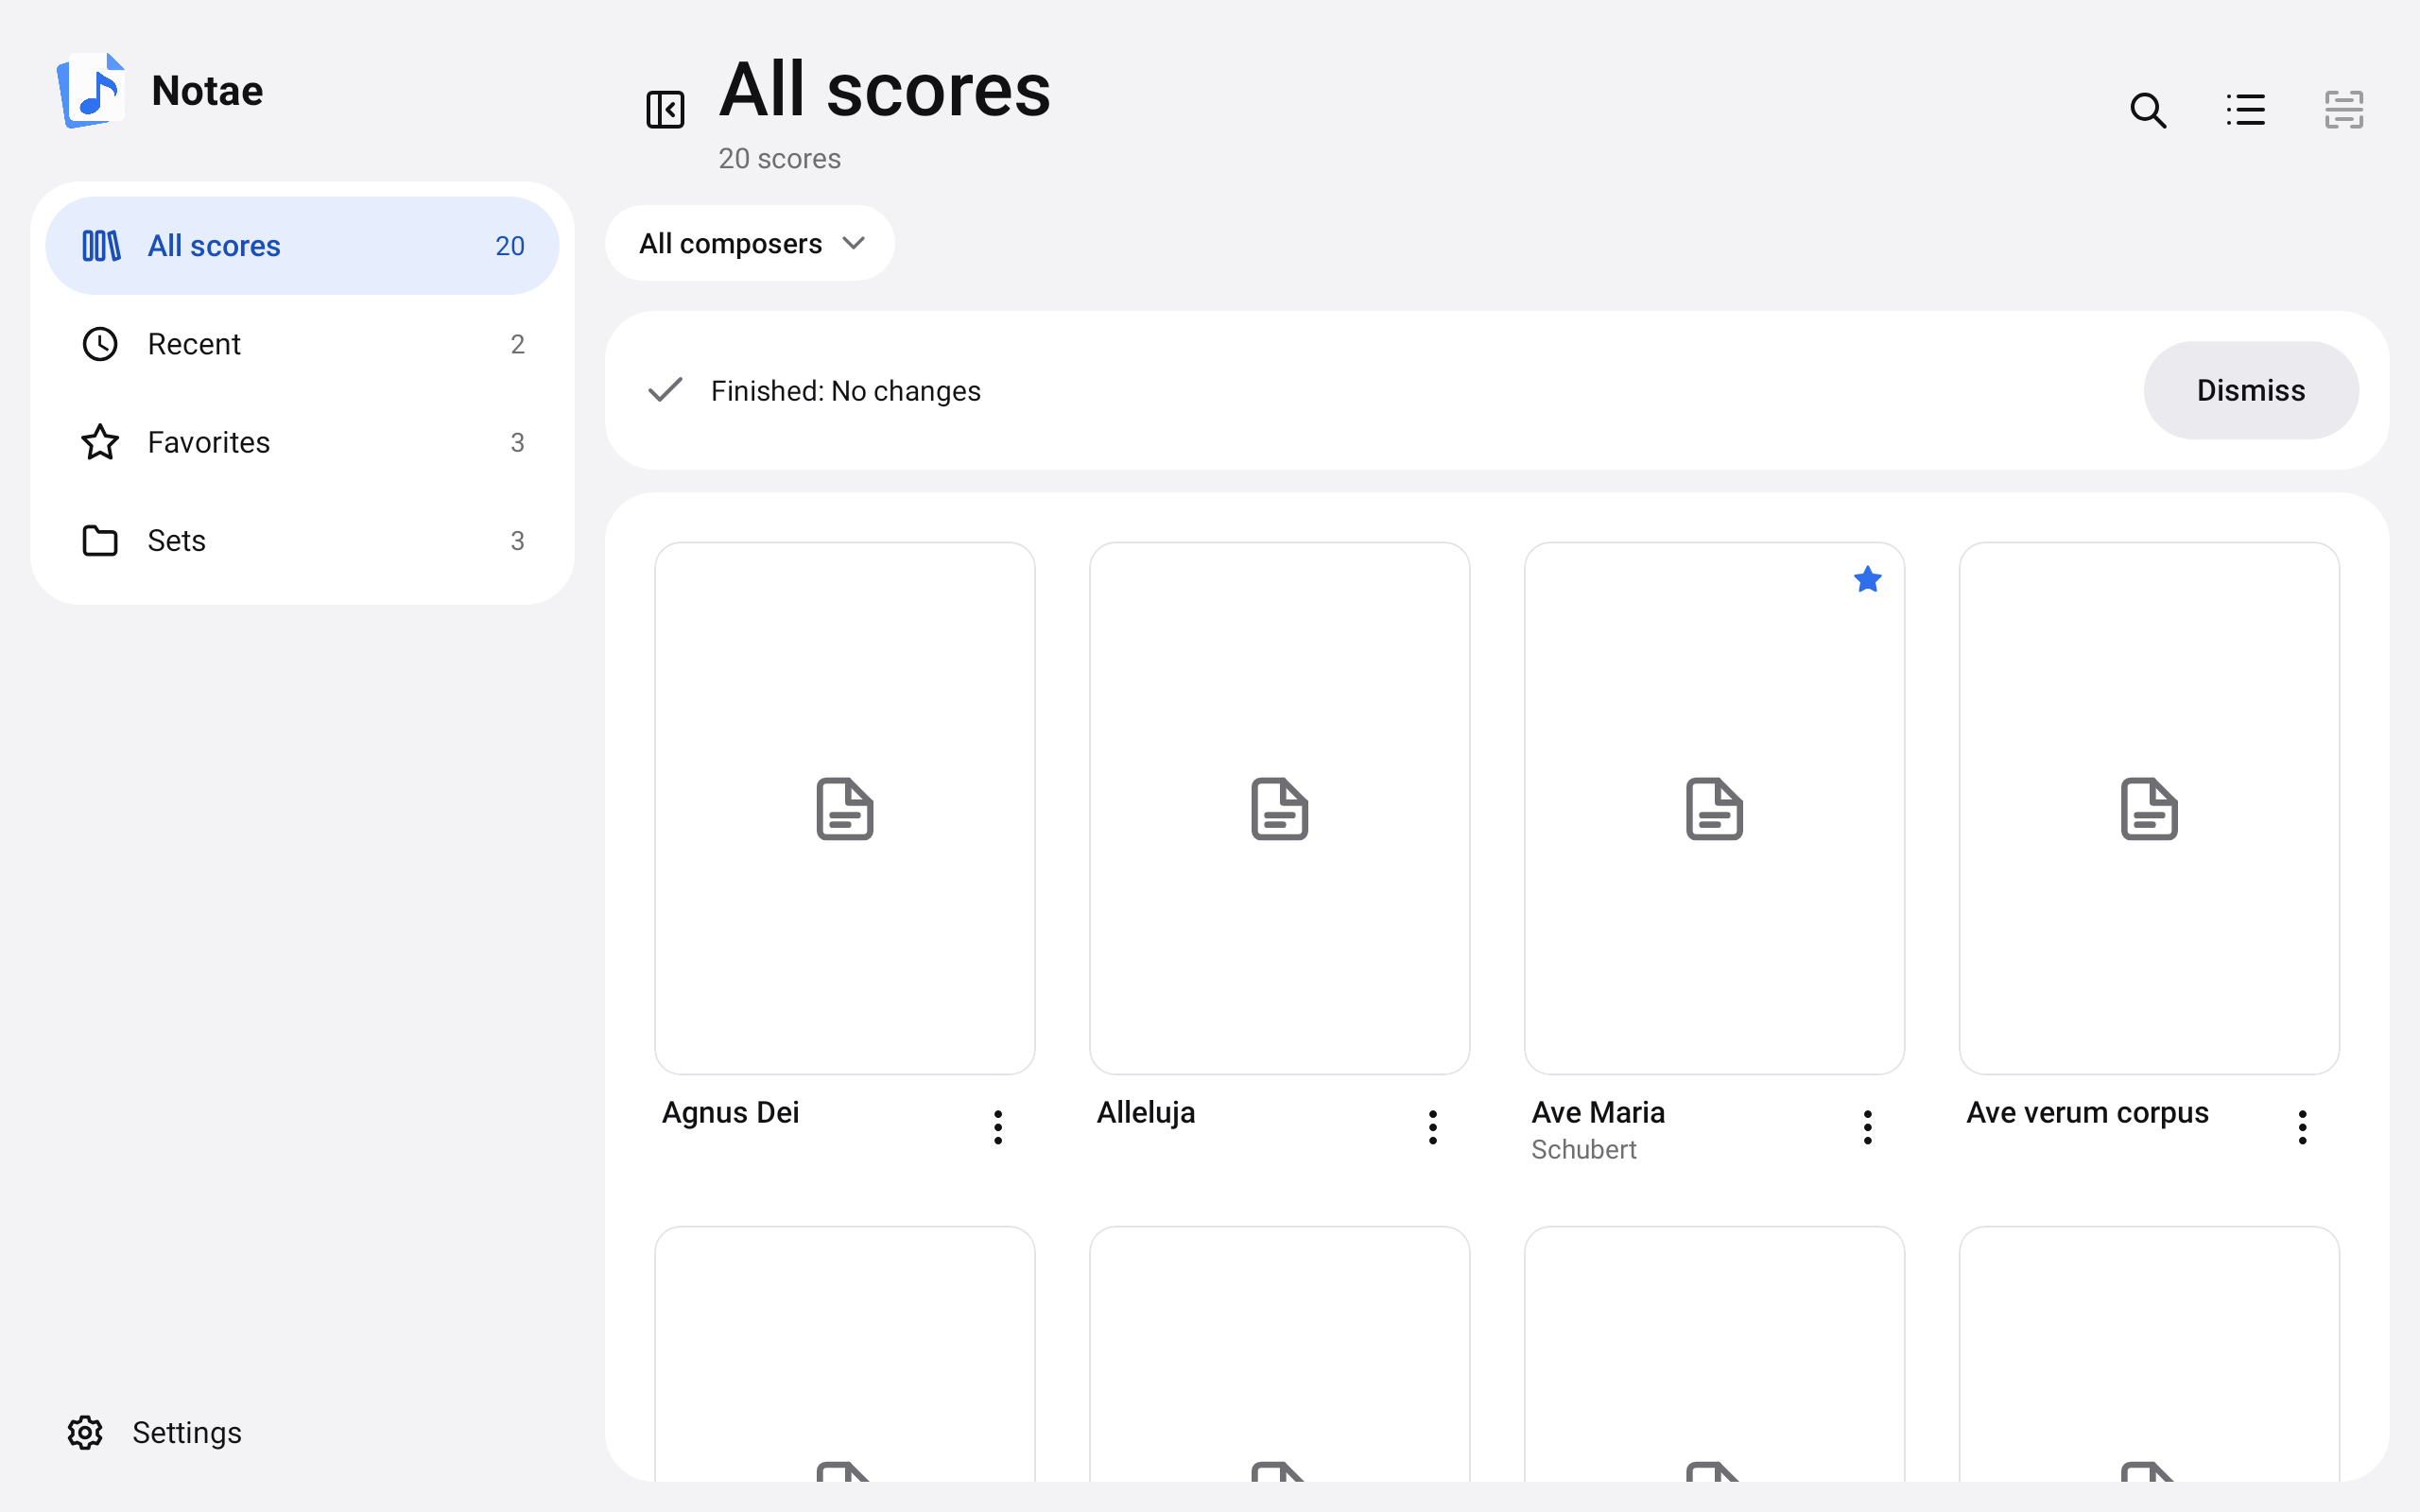 Notae
All scores 20
Recent 2
Favorites 3
Sets 3
Settings
All scores
20 scores
All composers
Finished: No changes
Dismiss
Agnus Dei
Alleluja
Ave Maria
Schubert
Ave verum corpus